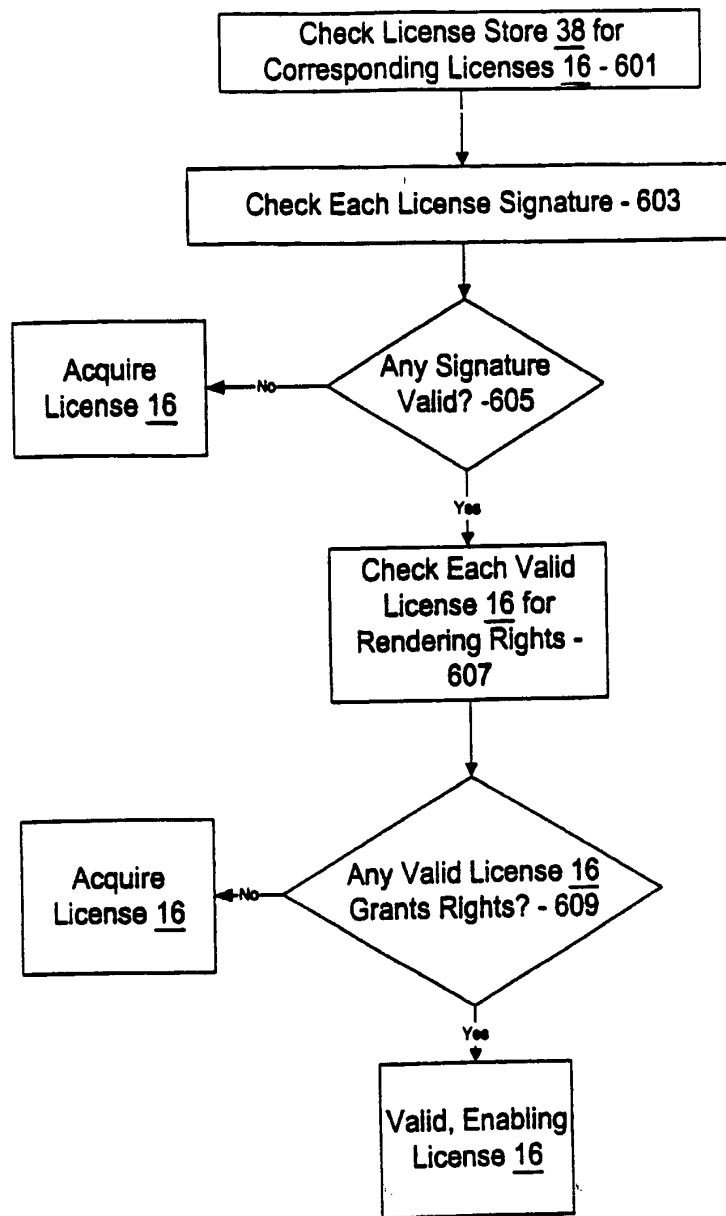 Check License Store 38 for
Corresponding Licenses 16 - 601
Check Each License Signature - 603
Any Signature
Valid? -605
No
Acquire
License 16
Yes
Check Each Valid
License 16 for
Rendering Rights -
607
Any Valid License 16
Grants Rights? - 609
No
Acquire
License 16
Yes
Valid, Enabling
License 16